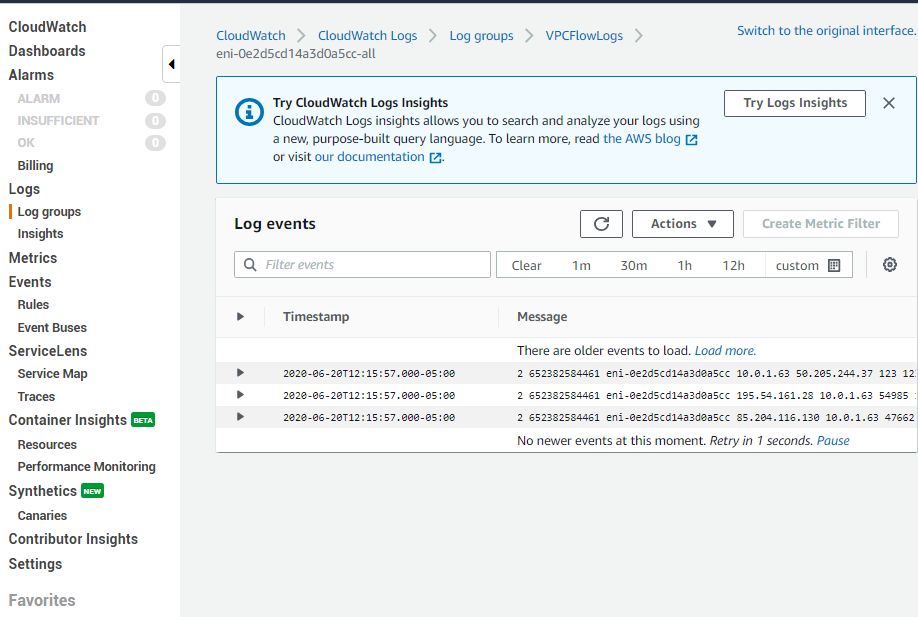 CloudWatch
Dashboards
Alarms
ALARM 0
INSUFFICIENT 0
OK 0
Billing
Logs
Log groups
Insights
Metrics
Events
Rules
Event Buses
ServiceLens
Service Map
Traces
Container Insights BETA
Resources
Performance Monitoring
Synthetics NEW
Canaries
Contributor Insights
Settings
Favorites
CloudWatch CloudWatch Logs Log groups VPCFlowLogs
eni-0e2d5cd14a3d0a5cc-all
Switch to the original interface.
Try CloudWatch Logs Insights
CloudWatch Logs insights allows you to search and analyze your logs using
a new, purpose-built query language. To learn more, read the AWS blog
or visit our documentation .
Try Logs Insights
Log events
Actions
Create Metric Filter
Filter events
Clear 1m 30m 1h 12h custom
Timestamp Message
There are older events to load. Load more.
2020-06-20T12:15:57.000-05:00 2 652382584461 eni-0e2d5cd14a3d0a5cc 10.0.1.63 50.205.244.37 123 12
2020-06-20T12:15:57.000-05:00 2 652382584461 eni-0e2d5cd14a3d0a5cc 195.54.161.28 10.0.1.63 54985
2020-06-20T12:15:57.000-05:00 2 652382584461 eni-0e2d5cd14a3d0a5cc 85.204.116.130 10.0.1.63 47662
No newer events at this moment. Retry in 1 seconds. Pause